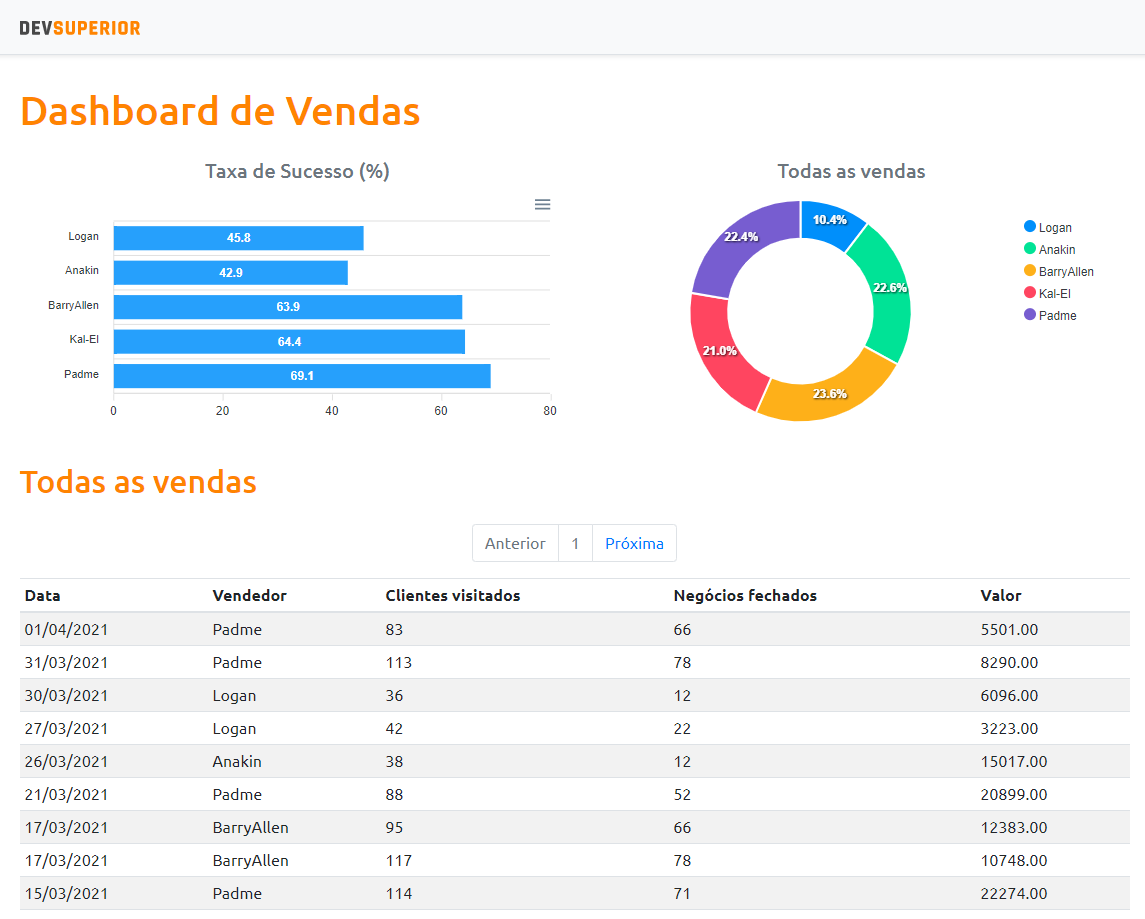 DEVSUPERIOR
Dashboard de Vendas
Taxa de Sucesso (%)
Logan 45.8
Anakin 42.9
BarryAllen 63.9
Kal-El 64.4
Padme 69.1
0 20 40 60 80
Todas as vendas
10.4%
22.6%
23.6%
21.0%
22.4%
Logan
Anakin
BarryAllen
Kal-El
Padme
Todas as vendas
Anterior 1 Próxima
Data Vendedor Clientes visitados Negócios fechados Valor
01/04/2021 Padme 83 66 5501.00
31/03/2021 Padme 113 78 8290.00
30/03/2021 Logan 36 12 6096.00
27/03/2021 Logan 42 22 3223.00
26/03/2021 Anakin 38 12 15017.00
21/03/2021 Padme 88 52 20899.00
17/03/2021 BarryAllen 95 66 12383.00
17/03/2021 BarryAllen 117 78 10748.00
15/03/2021 Padme 114 71 22274.00